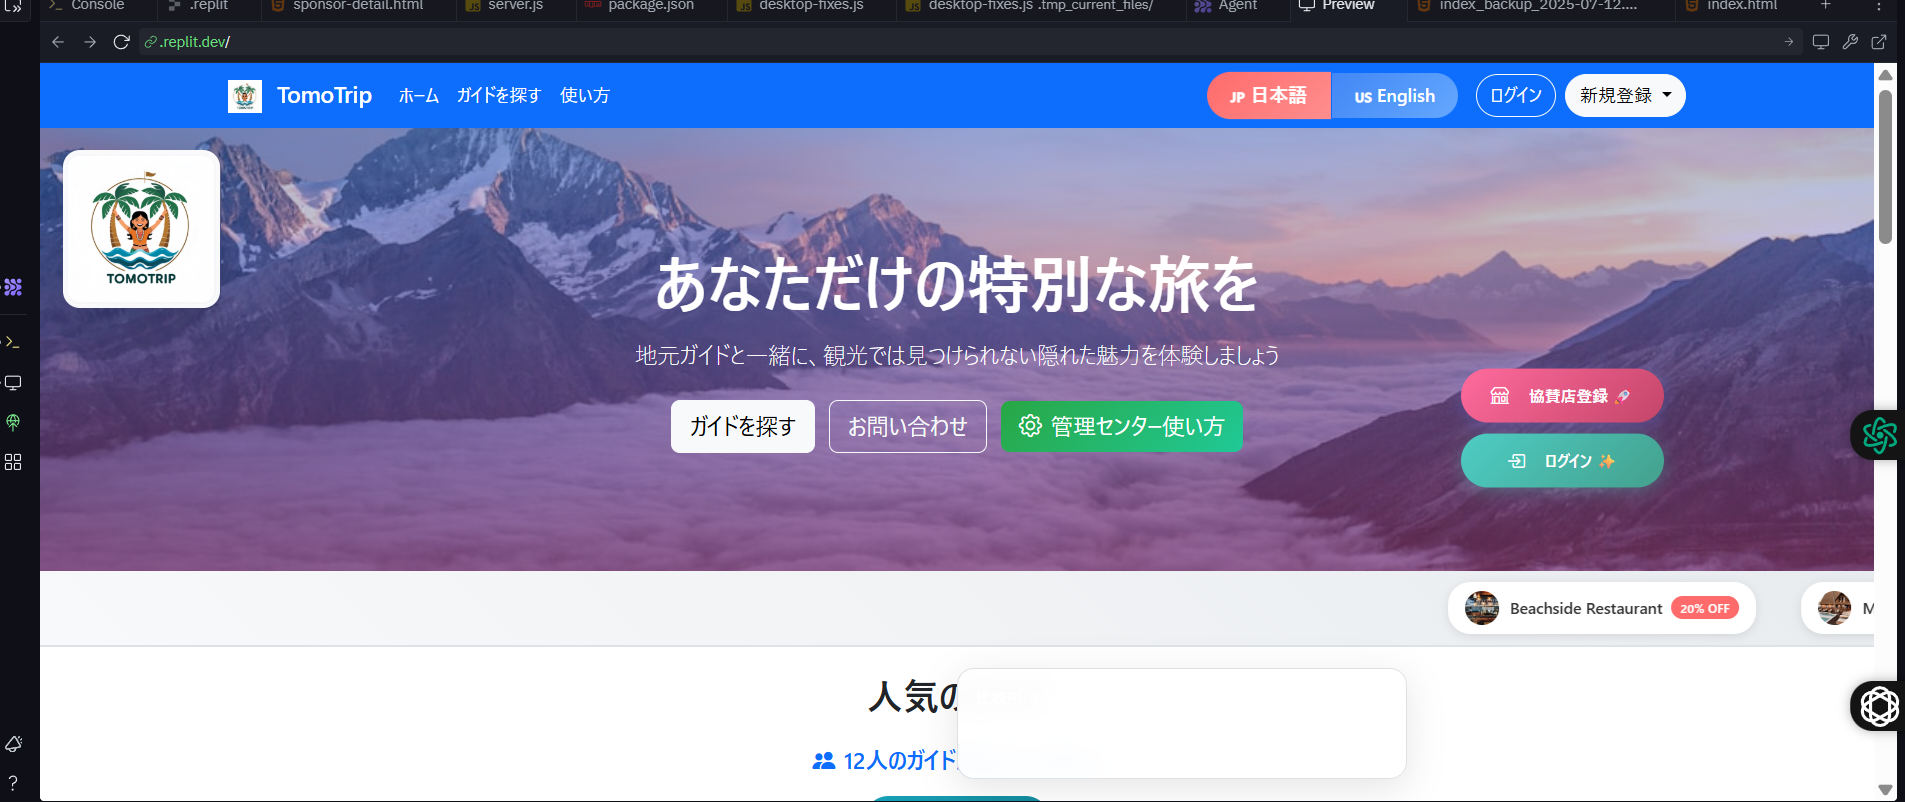 Console
.replit
sponsor-detail.html
server.js
package.json
desktop-fixes.js
desktop-fixes.js .tmp_current_files/
Agent
Preview
index_backup_2025-07-12....
index.html
.replit.dev/
TomoTrip
ホーム
ガイドを探す
使い方
JP 日本語
US English
ログイン
新規登録
TOMOTRIP
あなただけの特別な旅を
地元ガイドと一緒に、観光では見つけられない隠れた魅力を体験しましょう
ガイドを探す
お問い合わせ
管理センター使い方
協賛店登録 🚀
ログイン ✨
Beachside Restaurant 20% OFF
M
人気の
12人のガイド